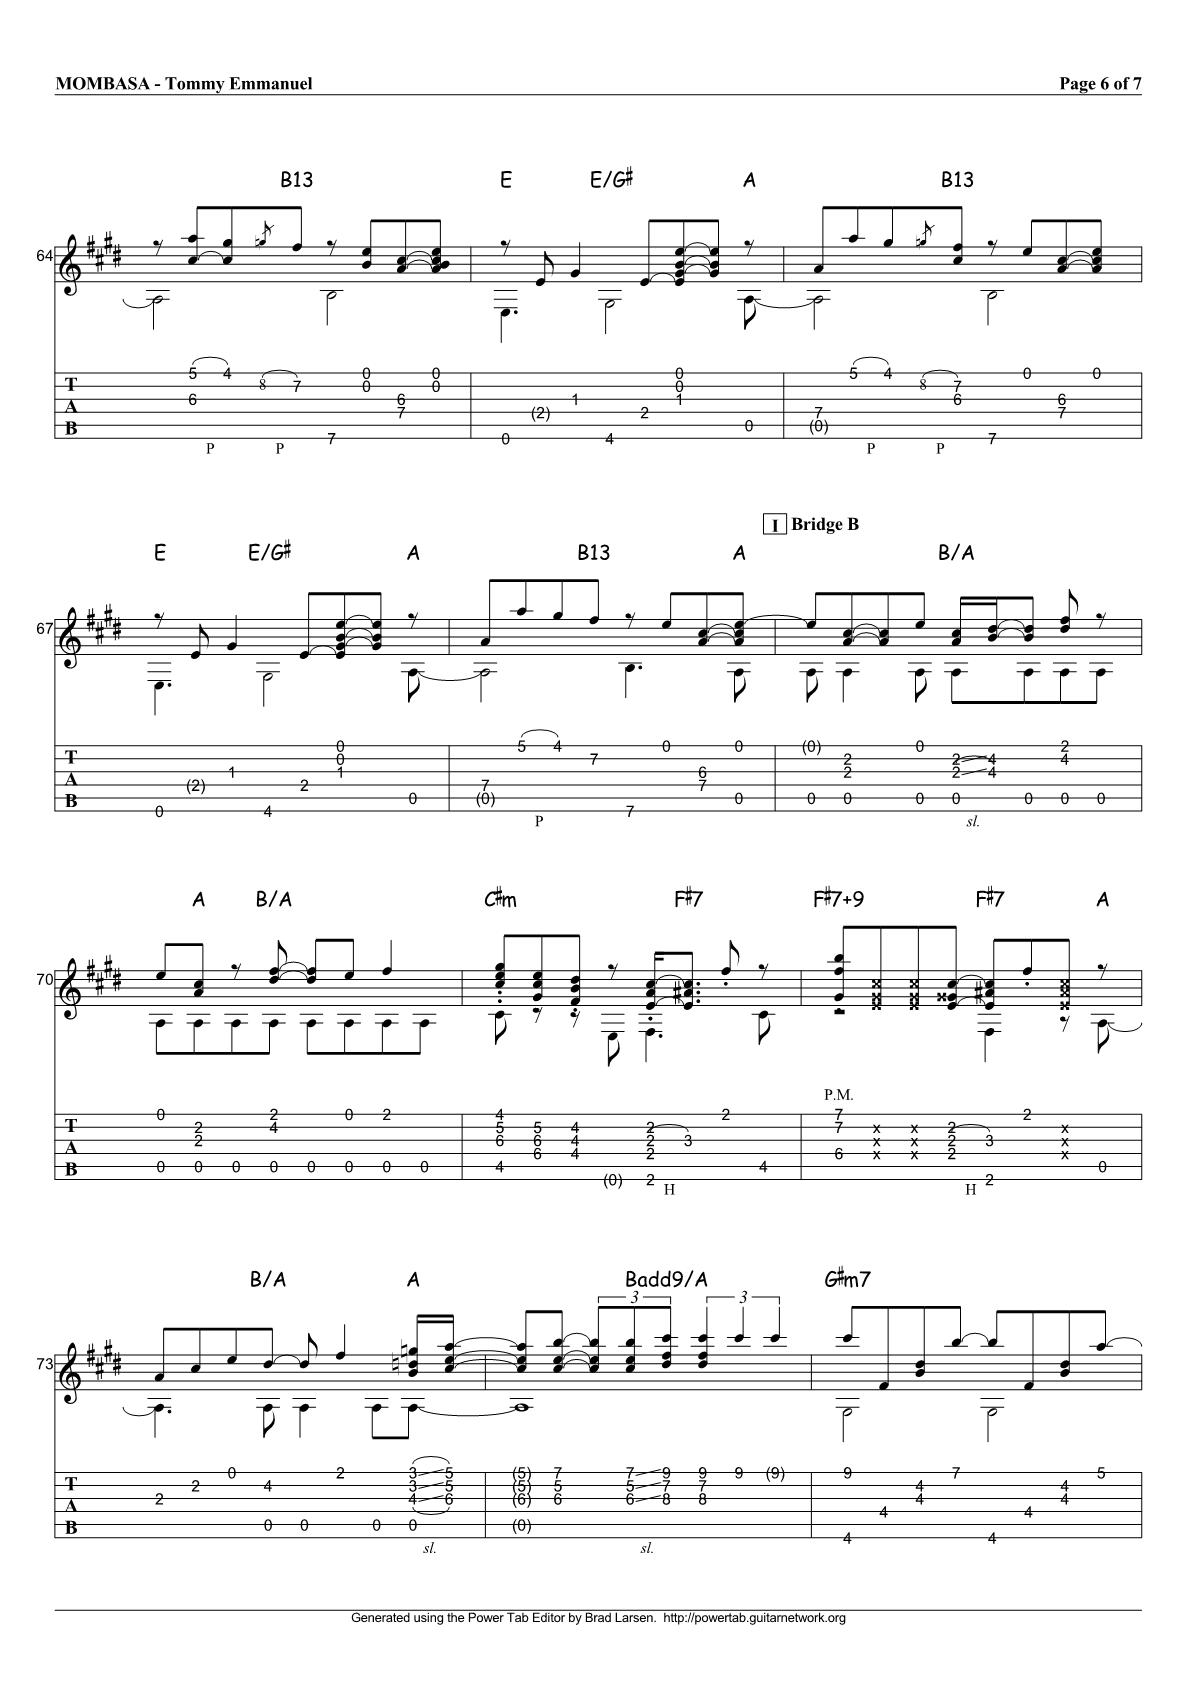 MOMBASA - Tommy Emmanuel Page 6 of 7
B13 E E/G# A B13
64
T 5 4 8 7 0 0 0 0 0 5 4 8 7 0 0
A 6 6 7 1 (2) 2 0 1 7 6 6 7
B 7 0 4 0 (0) 7
P P P P
I Bridge B
E E/G# A B13 A B/A
67
T 0 0 5 4 7 0 0 (0) 2 0 2 4 2 4
A 1 (2) 2 1 7 6 7 2 2 4
B 0 4 0 (0) 7 0 0 0 0 0 0 0 0
P sl.
A B/A C#m F#7 F#7+9 F#7 A
70
P.M.
T 0 2 2 4 0 2 4 5 5 4 2 2 7 7 x x 2 2 x
A 2 6 6 6 4 4 2 2 3 6 x x x x 2 2 3 x x
B 0 0 0 0 0 0 0 0 4 (0) 2 4 2 0
H H
B/A A Badd9/A G#m7
3 3
73
T 2 0 4 2 3 5 3 5 (5) (5) 7 5 7 9 5 7 9 7 9 (9) 9 4 7 4 5
A 2 4 6 (6) 6 6 8 8 4 4 4 4
B 0 0 0 0 (0) 4 4
sl. sl.
Generated using the Power Tab Editor by Brad Larsen. http://powertab.guitarnetwork.org